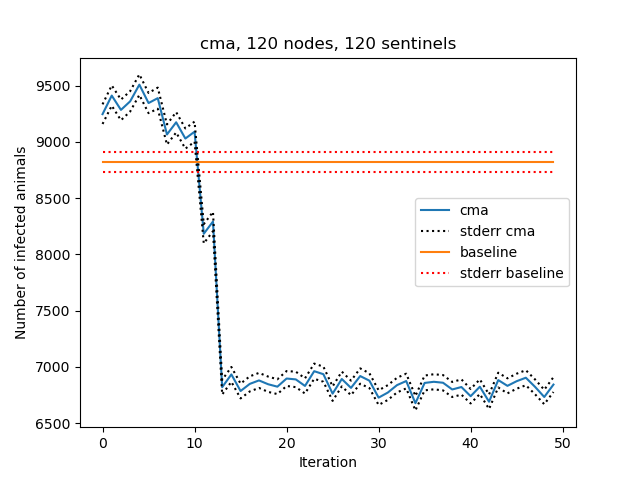 cma, 120 nodes, 120 sentinels
Number of infected animals
9500
9000
8500
8000
7500
7000
6500
cma
stderr cma
baseline
stderr baseline
0 10 20 30 40 50
Iteration